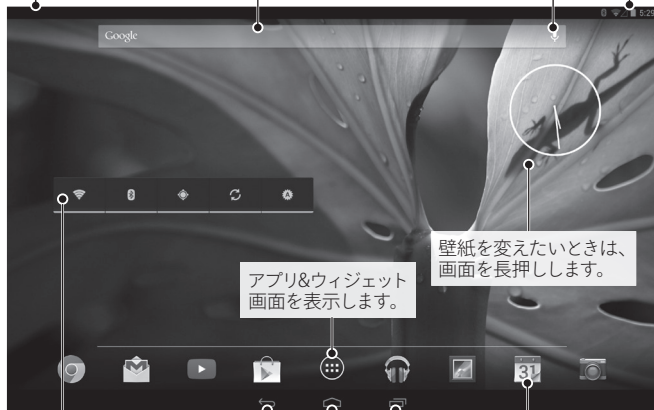 5:29
Google
壁紙を変えたいときは、
画面を長押しします。
アプリ&ウィジェット
画面を表示します。
31